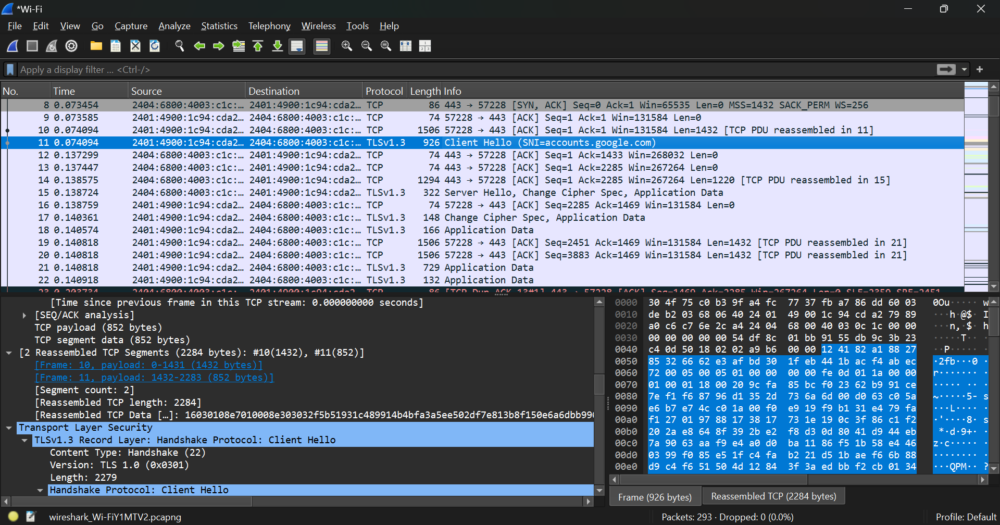 *Wi-Fi
File Edit View Go Capture Analyze Statistics Telephony Wireless Tools Help
Apply a display filter ... <Ctrl-/>
No. Time Source Destination Protocol Length Info
8 0.073454 2404:6800:4003:c1c:… 2401:4900:1c94:cda2… TCP 86 443 → 57228 [SYN, ACK] Seq=0 Ack=1 Win=65535 Len=0 MSS=1432 SACK_PERM WS=256
9 0.073585 2401:4900:1c94:cda2… 2404:6800:4003:c1c:… TCP 74 57228 → 443 [ACK] Seq=1 Ack=1 Win=131584 Len=0
10 0.074094 2401:4900:1c94:cda2… 2404:6800:4003:c1c:… TCP 1506 57228 → 443 [ACK] Seq=1 Ack=1 Win=131584 Len=1432 [TCP PDU reassembled in 11]
11 0.074094 2401:4900:1c94:cda2… 2404:6800:4003:c1c:… TLSv1.3 926 Client Hello (SNI=accounts.google.com)
12 0.137299 2404:6800:4003:c1c:… 2401:4900:1c94:cda2… TCP 74 443 → 57228 [ACK] Seq=1 Ack=1433 Win=268032 Len=0
13 0.137447 2404:6800:4003:c1c:… 2401:4900:1c94:cda2… TCP 74 443 → 57228 [ACK] Seq=1 Ack=2285 Win=267264 Len=0
14 0.138575 2404:6800:4003:c1c:… 2401:4900:1c94:cda2… TCP 1294 443 → 57228 [ACK] Seq=1 Ack=2285 Win=267264 Len=1220 [TCP PDU reassembled in 15]
15 0.138724 2404:6800:4003:c1c:… 2401:4900:1c94:cda2… TLSv1.3 322 Server Hello, Change Cipher Spec, Application Data
16 0.138759 2401:4900:1c94:cda2… 2404:6800:4003:c1c:… TCP 74 57228 → 443 [ACK] Seq=2285 Ack=1469 Win=131584 Len=0
17 0.140361 2401:4900:1c94:cda2… 2404:6800:4003:c1c:… TLSv1.3 148 Change Cipher Spec, Application Data
18 0.140574 2401:4900:1c94:cda2… 2404:6800:4003:c1c:… TLSv1.3 166 Application Data
19 0.140818 2401:4900:1c94:cda2… 2404:6800:4003:c1c:… TCP 1506 57228 → 443 [ACK] Seq=2451 Ack=1469 Win=131584 Len=1432 [TCP PDU reassembled in 21]
20 0.140818 2401:4900:1c94:cda2… 2404:6800:4003:c1c:… TCP 1506 57228 → 443 [ACK] Seq=3883 Ack=1469 Win=131584 Len=1432 [TCP PDU reassembled in 21]
21 0.140818 2401:4900:1c94:cda2… 2404:6800:4003:c1c:… TLSv1.3 729 Application Data
22 0.140918 2401:4900:1c94:cda2… 2404:6800:4003:c1c:… TLSv1.3 132 Application Data
23 0.203734 2404:6800:4003:c1c:… 2401:4900:1c94:cda2… TCP 86 [TCP Dup ACK 13#1] 443 → 57228 [ACK] Seq=1469 Ack=2285 Win=267264 Len=0 SLE=2359 SRE=2451
[Time since previous frame in this TCP stream: 0.000000000 seconds]
[SEQ/ACK analysis]
TCP payload (852 bytes)
TCP segment data (852 bytes)
[2 Reassembled TCP Segments (2284 bytes): #10(1432), #11(852)]
[Frame: 10, payload: 0-1431 (1432 bytes)]
[Frame: 11, payload: 1432-2283 (852 bytes)]
[Segment count: 2]
[Reassembled TCP length: 2284]
[Reassembled TCP Data […]: 16030108e7010008e303032f5b51931c489914b4bfa3a5ee502df7e813b8f150e6a6dbb99
Transport Layer Security
TLSv1.3 Record Layer: Handshake Protocol: Client Hello
Content Type: Handshake (22)
Version: TLS 1.0 (0x0301)
Length: 2279
Handshake Protocol: Client Hello
0000 30 4f 75 c0 b3 9f a4 fc 77 37 fb a7 86 dd 60 03 0Ou····· w
0010 de b2 03 68 06 40 24 01 49 00 1c 94 cd a2 79 89 ···h·@$· I
0020 a0 c6 c7 6e 2c a4 24 04 68 00 40 03 0c 1c 00 00 ···n,·$· h
0030 00 00 00 00 00 54 df 8c 01 bb 91 55 db 9c 3b 23 ·····T·· ·
0040 c4 0d 50 18 02 02 a9 b6 00 00 12 41 82 a1 88 27 ··P····· ·
0050 85 32 66 62 e3 af bd 30 1f eb 44 1b ac f4 ab ec ·2fb···0 ·
0060 72 00 05 00 05 01 00 00 00 00 fe 0d 01 1a 00 00 r······· ·
0070 01 00 01 18 00 20 9c fa 85 bc f0 23 62 b9 91 ce ····· ·· ·
0080 7e f1 f6 87 96 d1 35 2d 73 6a 6d 00 d0 63 c0 5a ~·····5- s
0090 e6 b7 e7 4c c0 1a 00 f0 e9 19 f9 b1 31 e4 79 fa ···L···· ·
00a0 f1 27 01 97 88 17 38 17 73 1e 19 0c 3f 86 c1 f2 ·'····8· s
00b0 20 2a e8 64 8f 39 2b e2 f8 d3 0d 80 41 d9 44 eb *·d·9+· ·
00c0 7a 90 63 aa f9 e4 a0 d0 ba 11 86 f5 1b 58 e4 46 z·c····· ·
00d0 03 99 f0 85 e5 1f c4 fa b2 21 d5 1b ae f6 6b 88 ········ ·
00e0 d9 c4 f6 51 50 4d 12 84 3f 3a ed bb f2 cb 01 34 ···QPM·· ?
Frame (926 bytes) Reassembled TCP (2284 bytes)
wireshark_Wi-FiY1MTV2.pcapng Packets: 293 · Dropped: 0 (0.0%) Profile: Default